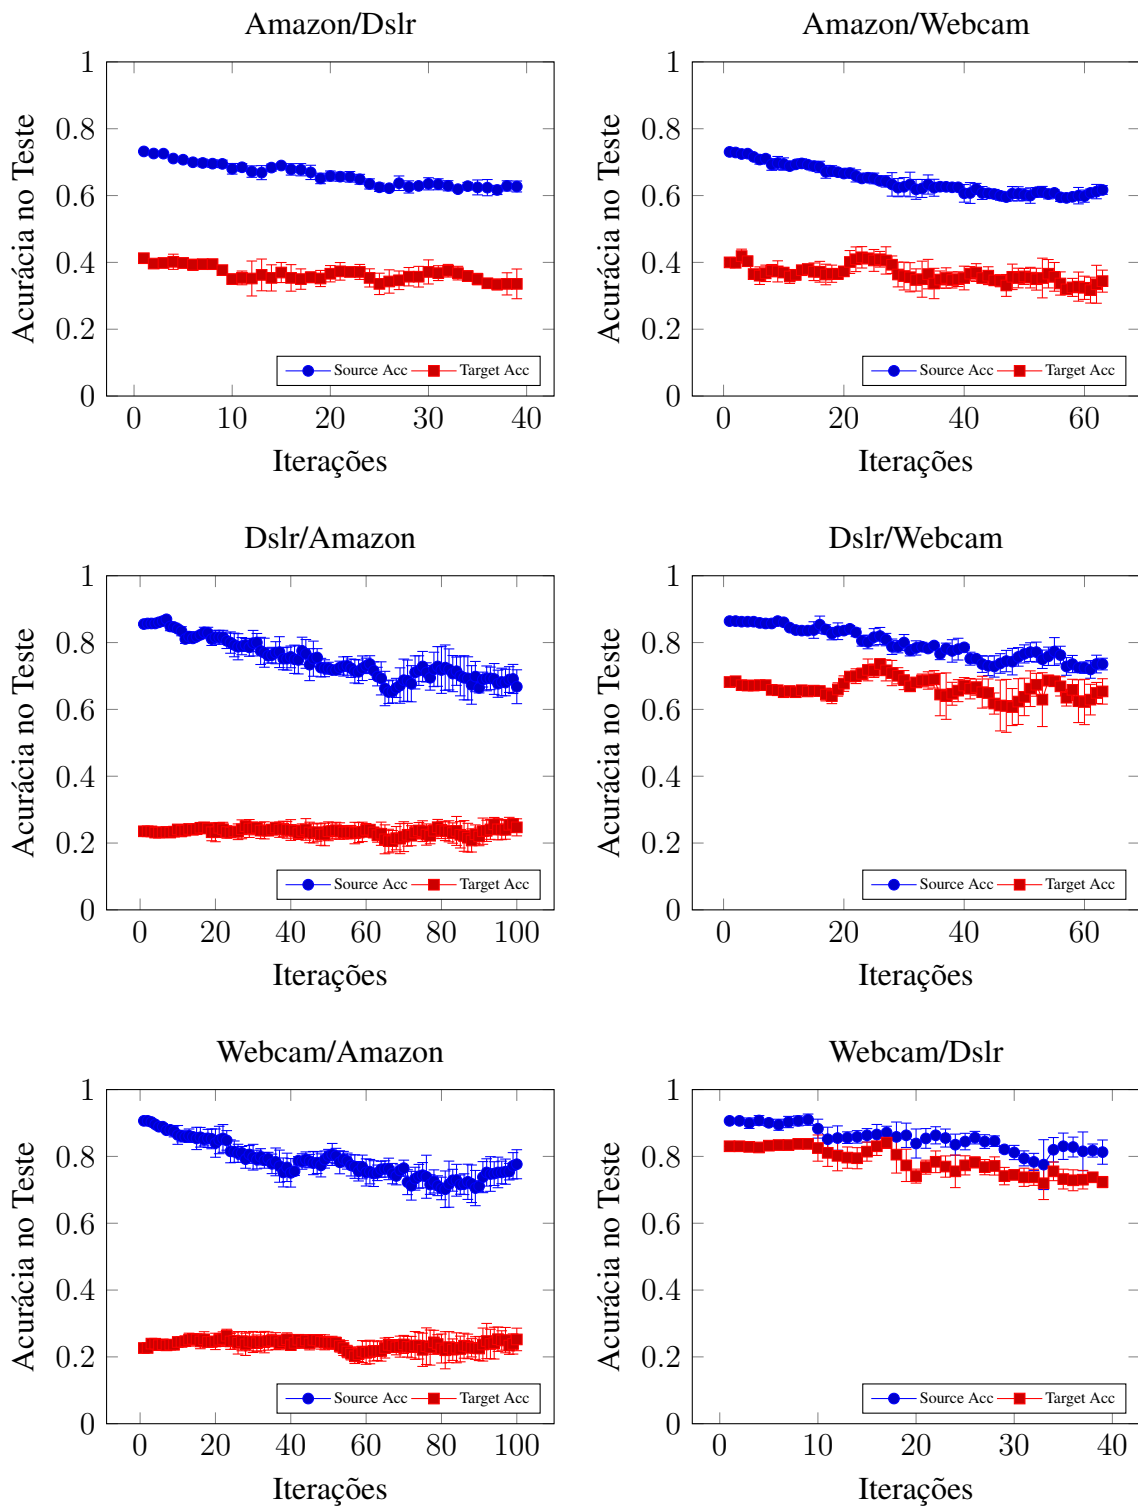 Amazon/Dslr
1
0.8
0.6
0.4
0.2
0
Acurácia no Teste
Source Acc Target Acc
0 10 20 30 40
Iterações
Amazon/Webcam
1
0.8
0.6
0.4
0.2
0
Acurácia no Teste
Source Acc Target Acc
0 20 40 60
Iterações
Dslr/Amazon
1
0.8
0.6
0.4
0.2
0
Acurácia no Teste
Source Acc Target Acc
0 20 40 60 80 100
Iterações
Dslr/Webcam
1
0.8
0.6
0.4
0.2
0
Acurácia no Teste
Source Acc Target Acc
0 20 40 60
Iterações
Webcam/Amazon
1
0.8
0.6
0.4
0.2
0
Acurácia no Teste
Source Acc Target Acc
0 20 40 60 80 100
Iterações
Webcam/Dslr
1
0.8
0.6
0.4
0.2
0
Acurácia no Teste
Source Acc Target Acc
0 10 20 30 40
Iterações